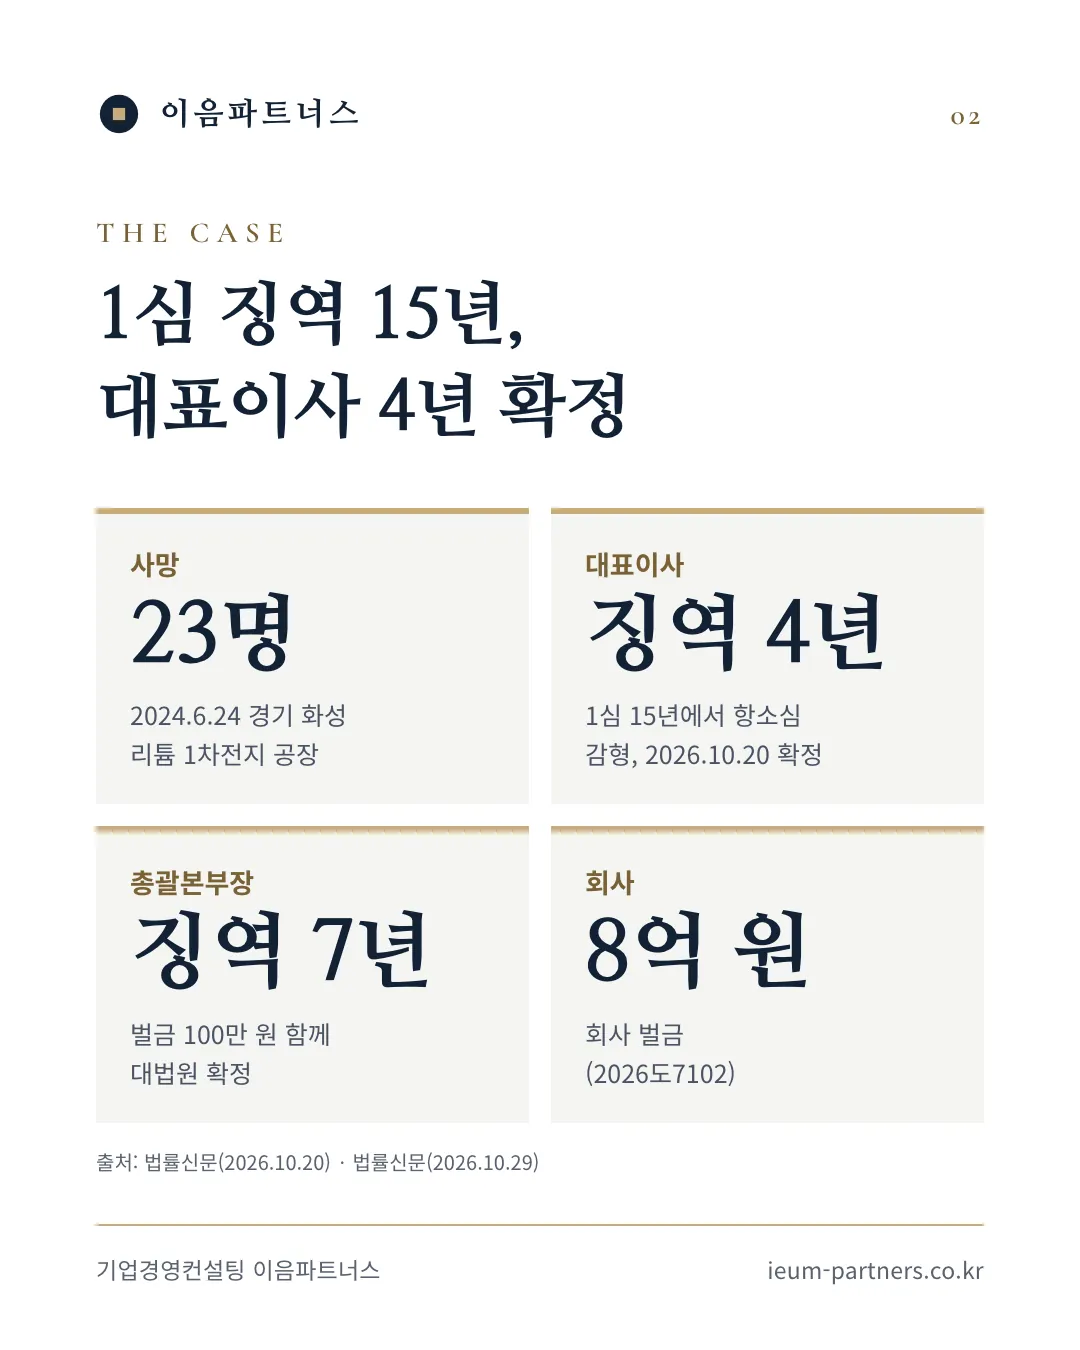 이음파트너스
02
THE CASE
1심 징역 15년,
대표이사 4년 확정
사망
23명
2024.6.24 경기 화성
리튬 1차전지 공장
대표이사
징역 4년
1심 15년에서 항소심
감형, 2026.10.20 확정
총괄본부장
징역 7년
벌금 100만 원 함께
대법원 확정
회사
8억 원
회사 벌금
(2026도7102)
출처: 법률신문(2026.10.20) · 법률신문(2026.10.29)
기업경영컨설팅 이음파트너스
ieum-partners.co.kr